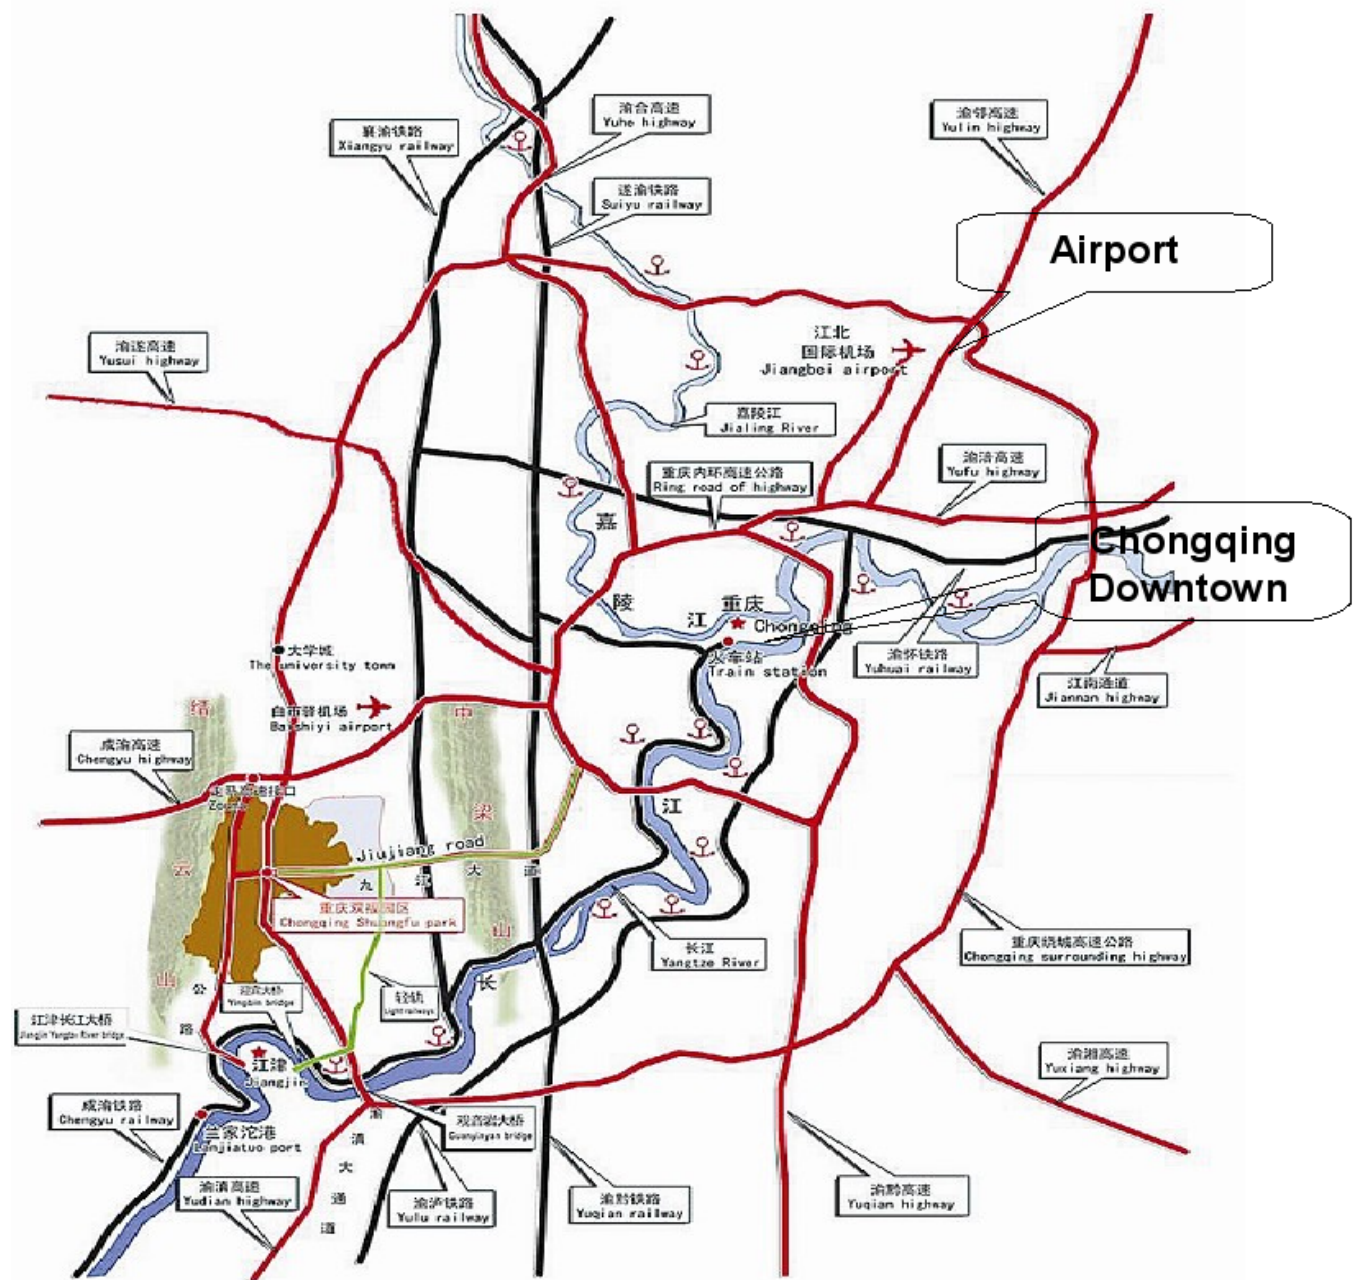 渝合高速
Yuhe highway
渝邻高速
Yulin highway
襄渝铁路
Xiangyu railway
遂渝铁路
Suiyu railway
Airport
江北
国际机场
Jiangbei airport
渝遂高速
Yusui highway
嘉陵江
Jialing River
渝涪高速
Yufu highway
重庆内环高速公路
Ring road of highway
嘉
Chongqing
Downtown
陵
江
重庆
Chongqing
火车站
Train station
渝怀铁路
Yuhuai railway
江南通道
Jiannan highway
大学城
The university town
白市驿机场
Baishiyi airport
缙
中
成渝高速
Chengyu highway
江
梁
Jiujiang road
云
九
江
大
道
重庆双福园区
Chongqing Shuangfu park
山
长江
Yangtze River
重庆绕城高速公路
Chongqing surrounding highway
山
公
长
Yingbin bridge
轻轨
Light railways
路
江津长江大桥
Jiangjin Yangtze River bridge
江津
Jiangjin
渝湘高速
Yuxiang highway
成渝铁路
Chengyu railway
渝
观音岩大桥
Guanyinyan bridge
兰家沱港
Lanjiatuo port
滇
大
通
道
渝滇高速
Yudian highway
渝泸铁路
Yulu railway
渝黔铁路
Yuqian railway
渝黔高速
Yuqian highway